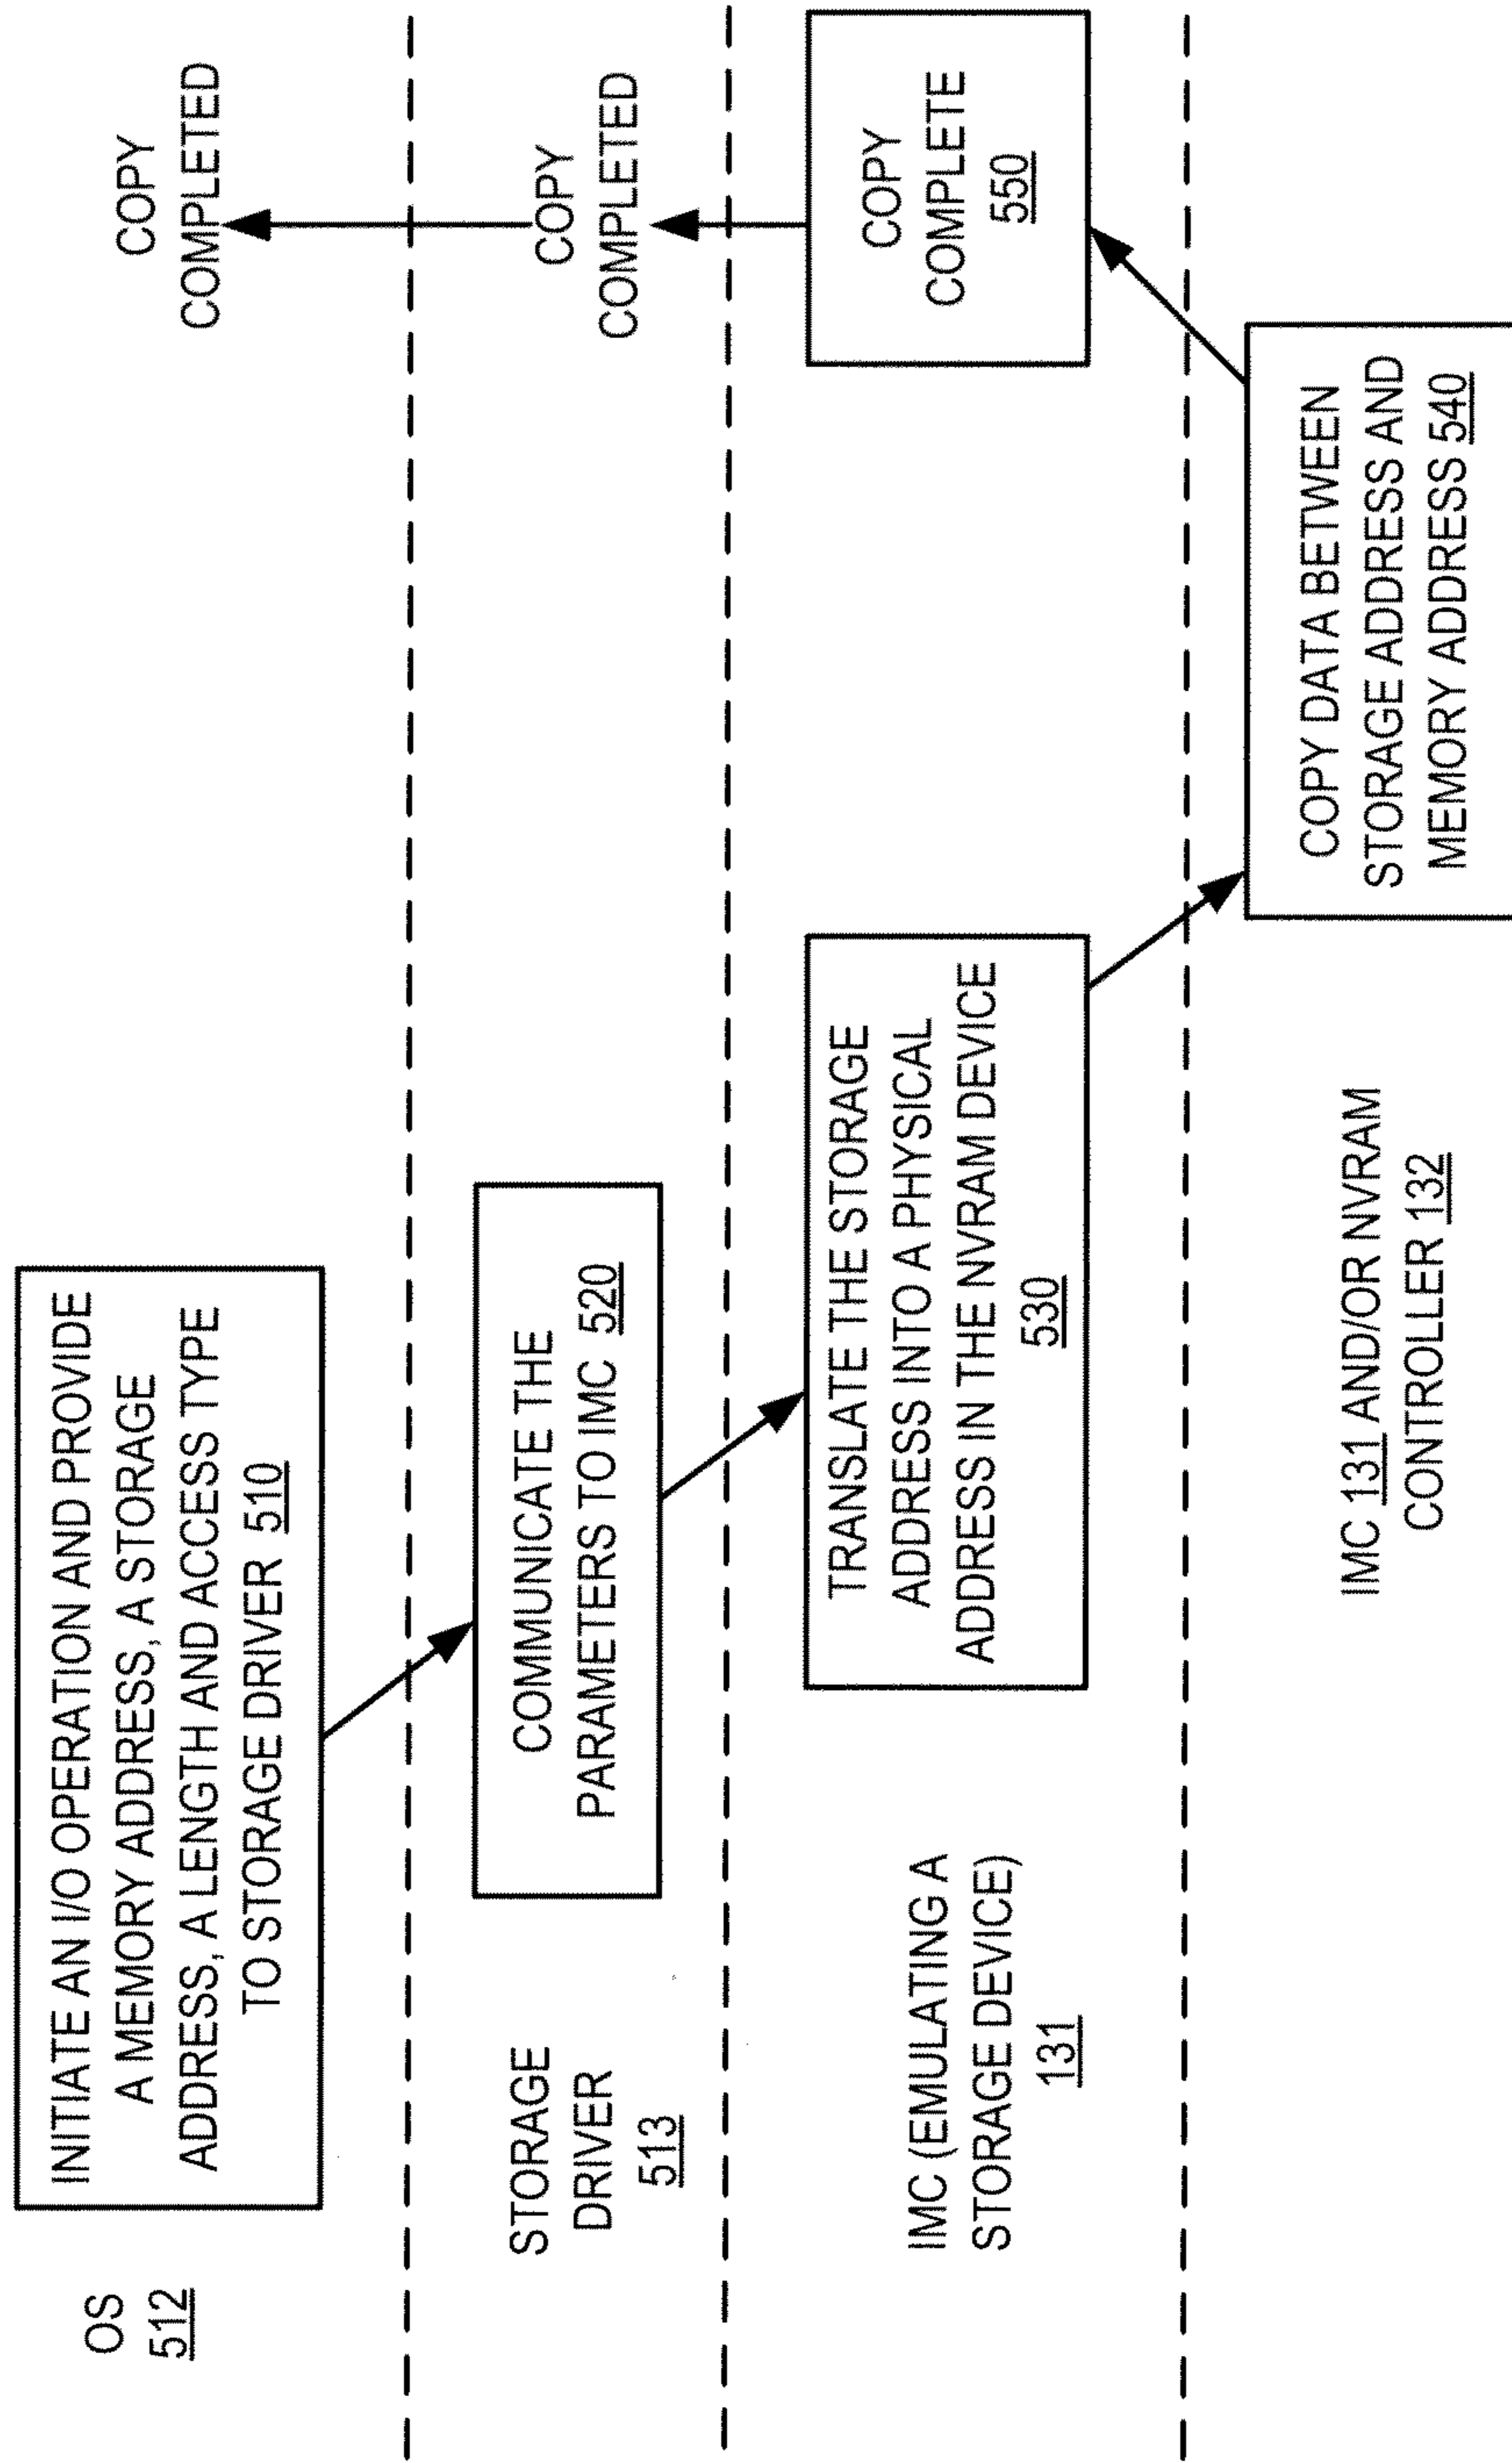 OS
512
INITIATE AN I/O OPERATION AND PROVIDE
A MEMORY ADDRESS, A STORAGE
ADDRESS, A LENGTH AND ACCESS TYPE
TO STORAGE DRIVER 510
COPY
COMPLETED
STORAGE
DRIVER
513
COMMUNICATE THE
PARAMETERS TO IMC 520
COPY
COMPLETED
IMC (EMULATING A
STORAGE DEVICE)
131
TRANSLATE THE STORAGE
ADDRESS INTO A PHYSICAL
ADDRESS IN THE NVRAM DEVICE
530
COPY
COMPLETE
550
IMC 131 AND/OR NVRAM
CONTROLLER 132
COPY DATA BETWEEN
STORAGE ADDRESS AND
MEMORY ADDRESS 540